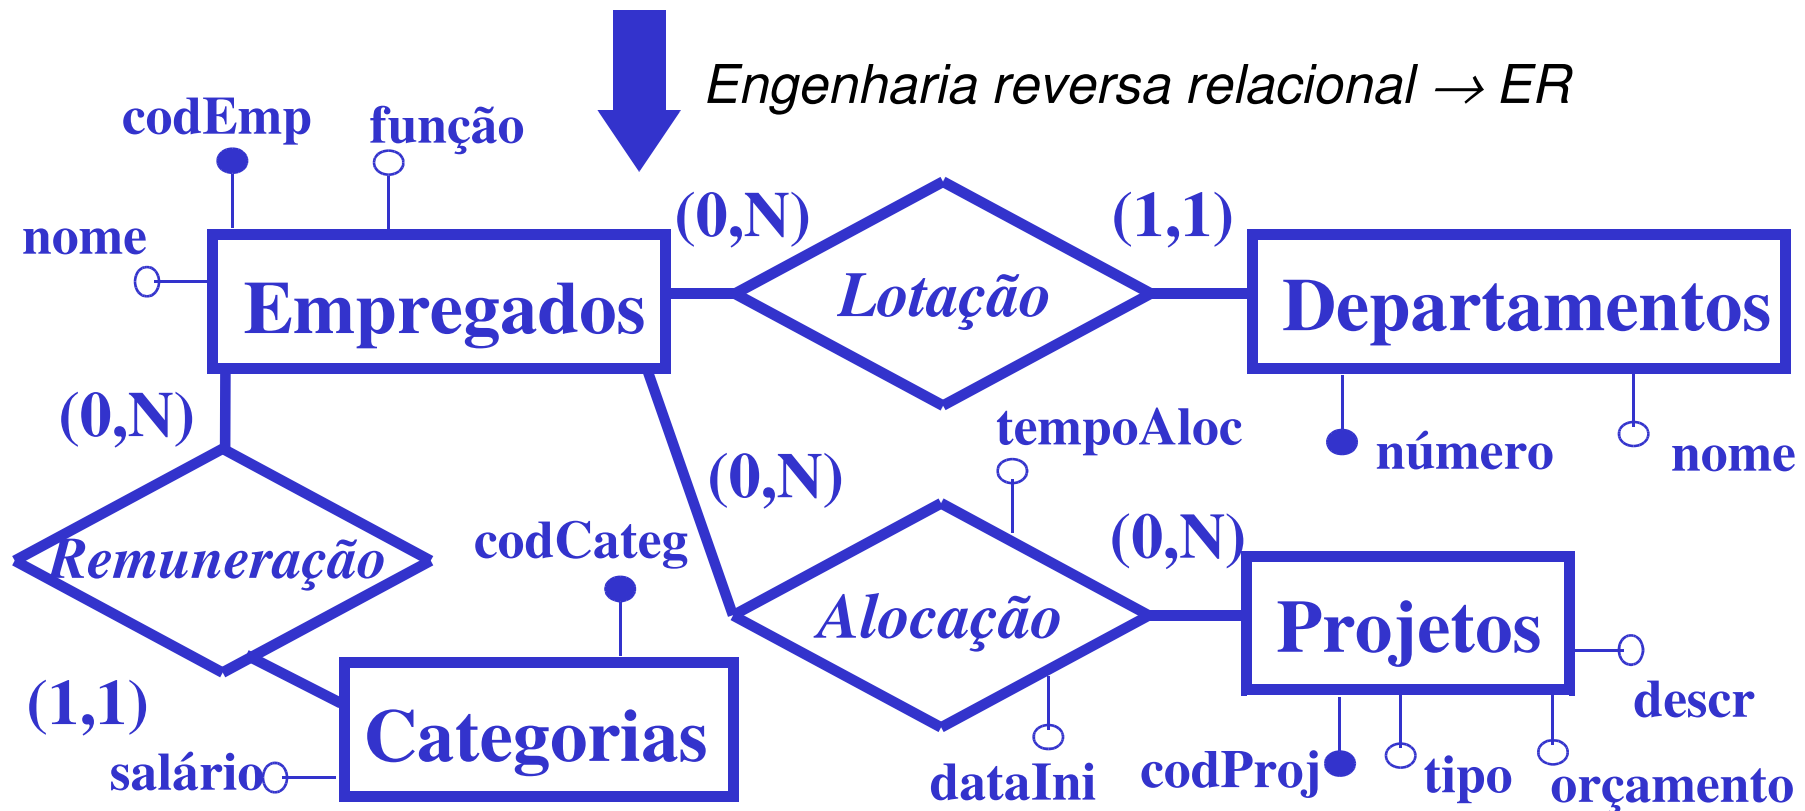 Engenharia reversa relacional → ER
codEmp
função
nome
(0,N)
(1,1)
Empregados
Lotação
Departamentos
(0,N)
tempoAloc
número
nome
(0,N)
codCateg
(0,N)
Remuneração
Alocação
Projetos
(1,1)
descr
Categorias
salário
dataIni
codProj
tipo
orçamento